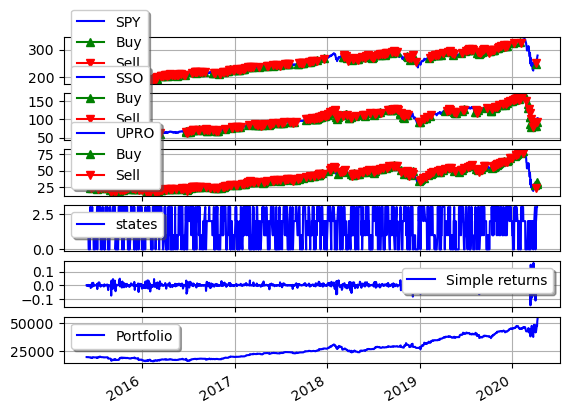 SPY
Buy
Sell
300
200
SSO
Buy
Sell
150
100
50
UPRO
Buy
Sell
75
50
25
states
2.5
0.0
Simple returns
0.1
0.0
−0.1
Portfolio
50000
25000
2016
2017
2018
2019
2020